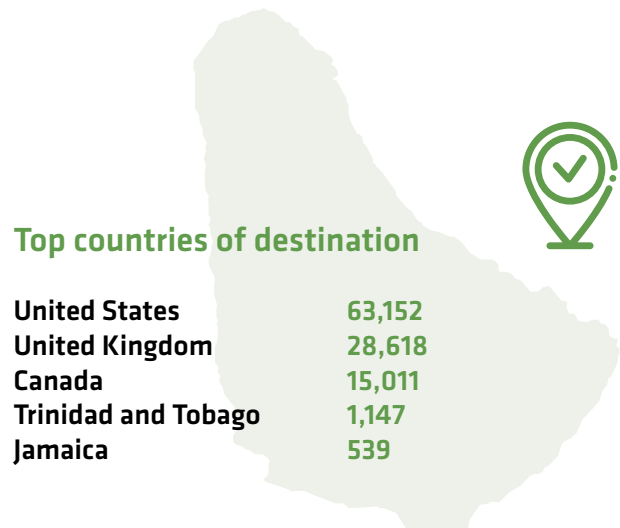 Top countries of destination
United States 63,152
United Kingdom 28,618
Canada 15,011
Trinidad and Tobago 1,147
Jamaica 539